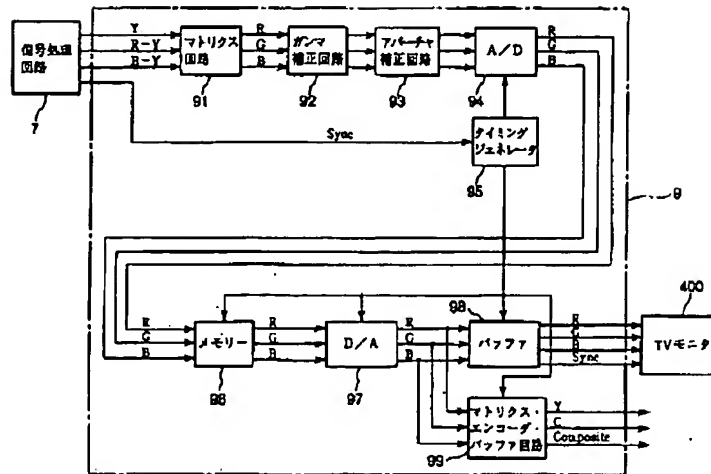 信号処理
回路
7
Y
R-Y
B-Y
マトリクス
回路
91
R
G
B
ガンマ
補正回路
92
アパーチャ
補正回路
93
A/D
94
R
G
B
Sync
タイミング
ジェネレータ
95
9
R
G
B
メモリー
96
R
G
B
D/A
97
R
G
B
98
バッファ
R
G
B
Sync
400
TVモニタ
マトリクス・
エンコーダ・
バッファ回路
99
Y
C
Composite